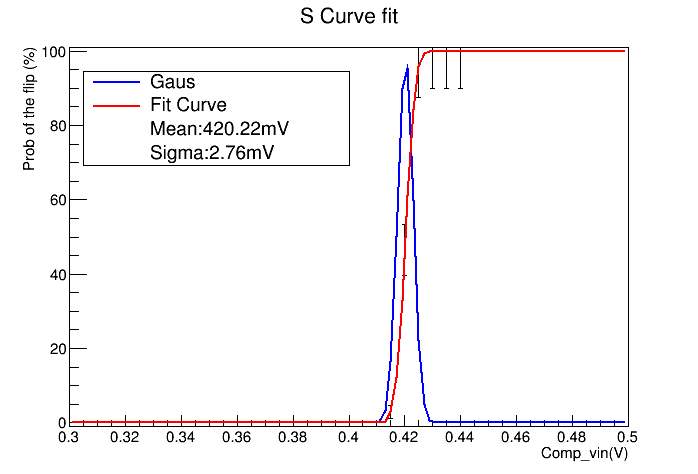 S Curve fit
Prob of the flip (%)
100
80
60
40
20
0
Gaus
Fit Curve
Mean:420.22mV
Sigma:2.76mV
0.3 0.32 0.34 0.36 0.38 0.4 0.42 0.44 0.46 0.48 0.5
Comp_vin(V)